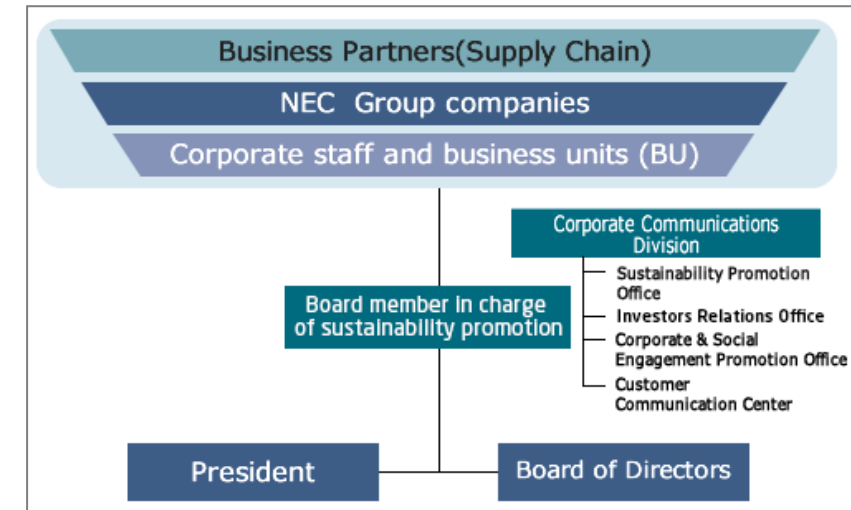 Business Partners(Supply Chain)
NEC Group companies
Corporate staff and business units (BU)
Corporate Communications
Division
Sustainability Promotion
Office
Investors Relations Office
Corporate & Social
Engagement Promotion Office
Customer
Communication Center
Board member in charge
of sustainability promotion
President
Board of Directors